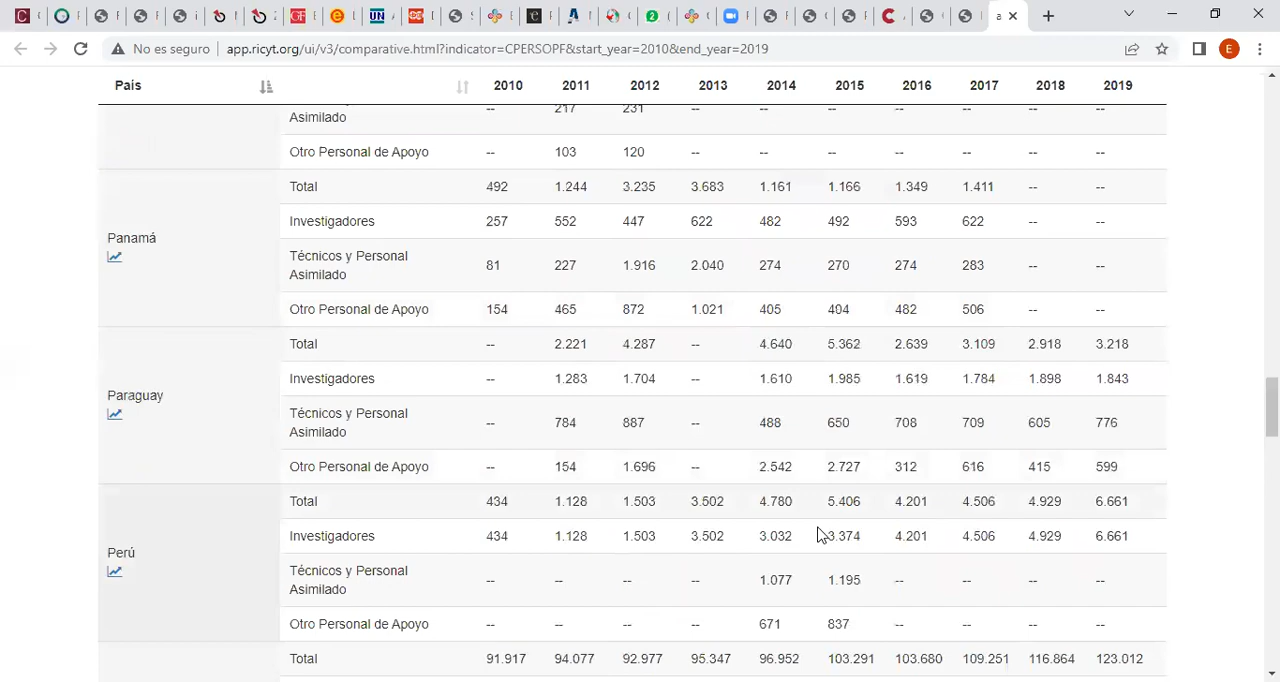 No es seguro app.ricyt.org/ui/v3/comparative.html?indicator=CPERSOPF&start_year=2010&end_year=2019
País 2010 2011 2012 2013 2014 2015 2016 2017 2018 2019
217 231 -- -- -- -- -- -- --
Asimilado
Otro Personal de Apoyo -- 103 120 -- -- -- -- -- -- --
Total 492 1.244 3.235 3.683 1.161 1.166 1.349 1.411 -- --
Investigadores 257 552 447 622 482 492 593 622 -- --
Panamá
Técnicos y Personal
Asimilado 81 227 1.916 2.040 274 270 274 283 -- --
Otro Personal de Apoyo 154 465 872 1.021 405 404 482 506 -- --
Total -- 2.221 4.287 -- 4.640 5.362 2.639 3.109 2.918 3.218
Investigadores -- 1.283 1.704 -- 1.610 1.985 1.619 1.784 1.898 1.843
Paraguay
Técnicos y Personal
Asimilado -- 784 887 -- 488 650 708 709 605 776
Otro Personal de Apoyo -- 154 1.696 -- 2.542 2.727 312 616 415 599
Total 434 1.128 1.503 3.502 4.780 5.406 4.201 4.506 4.929 6.661
Investigadores 434 1.128 1.503 3.502 3.032 3.374 4.201 4.506 4.929 6.661
Perú
Técnicos y Personal
Asimilado -- -- -- -- 1.077 1.195 -- -- -- --
Otro Personal de Apoyo -- -- -- -- 671 837 -- -- -- --
Total 91.917 94.077 92.977 95.347 96.952 103.291 103.680 109.251 116.864 123.012